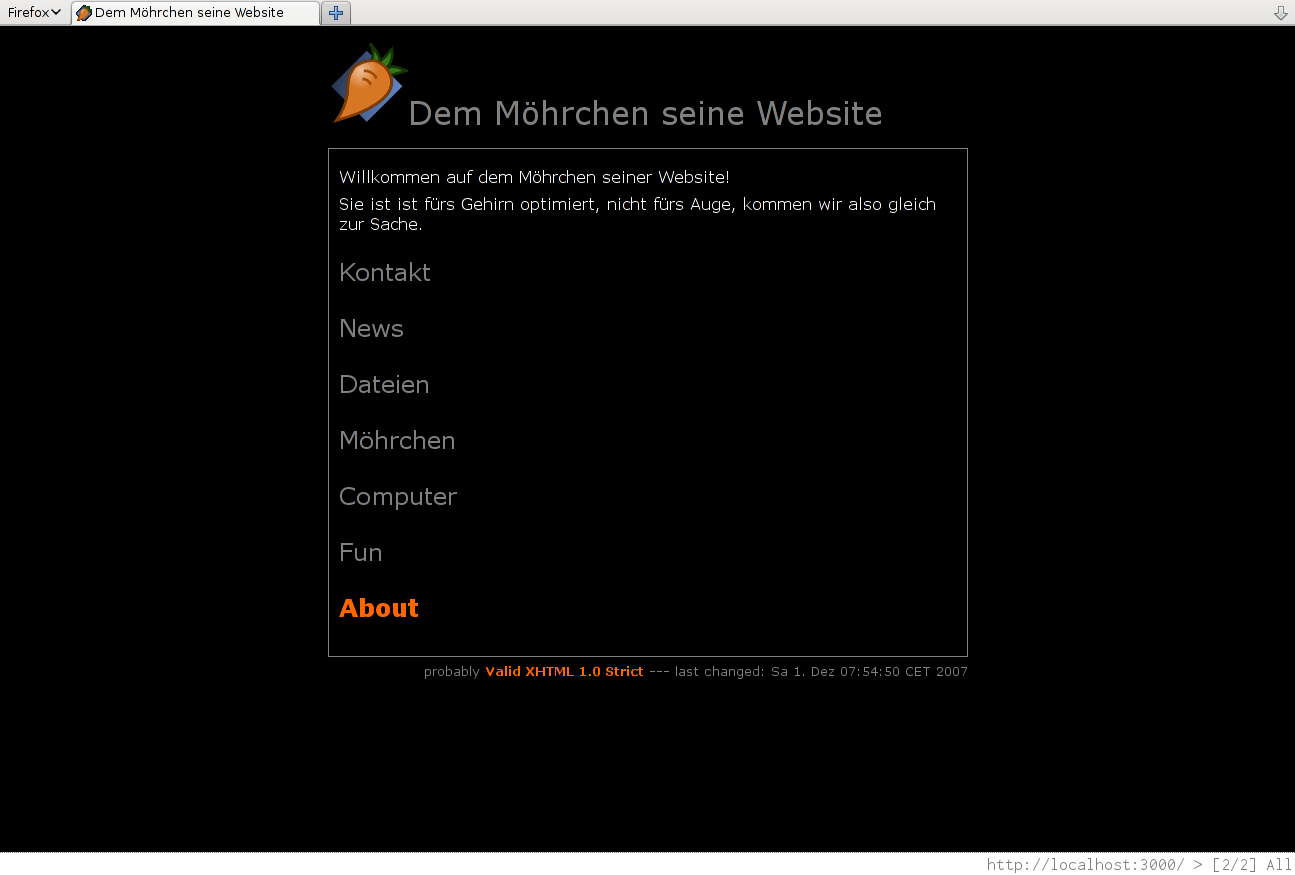 Firefox Dem Möhrchen seine Website
Dem Möhrchen seine Website
Willkommen auf dem Möhrchen seiner Website!
Sie ist ist fürs Gehirn optimiert, nicht fürs Auge, kommen wir also gleich
zur Sache.
Kontakt
News
Dateien
Möhrchen
Computer
Fun
About
probably Valid XHTML 1.0 Strict --- last changed: Sa 1. Dez 07:54:50 CET 2007
http://localhost:3000/ > [2/2] All